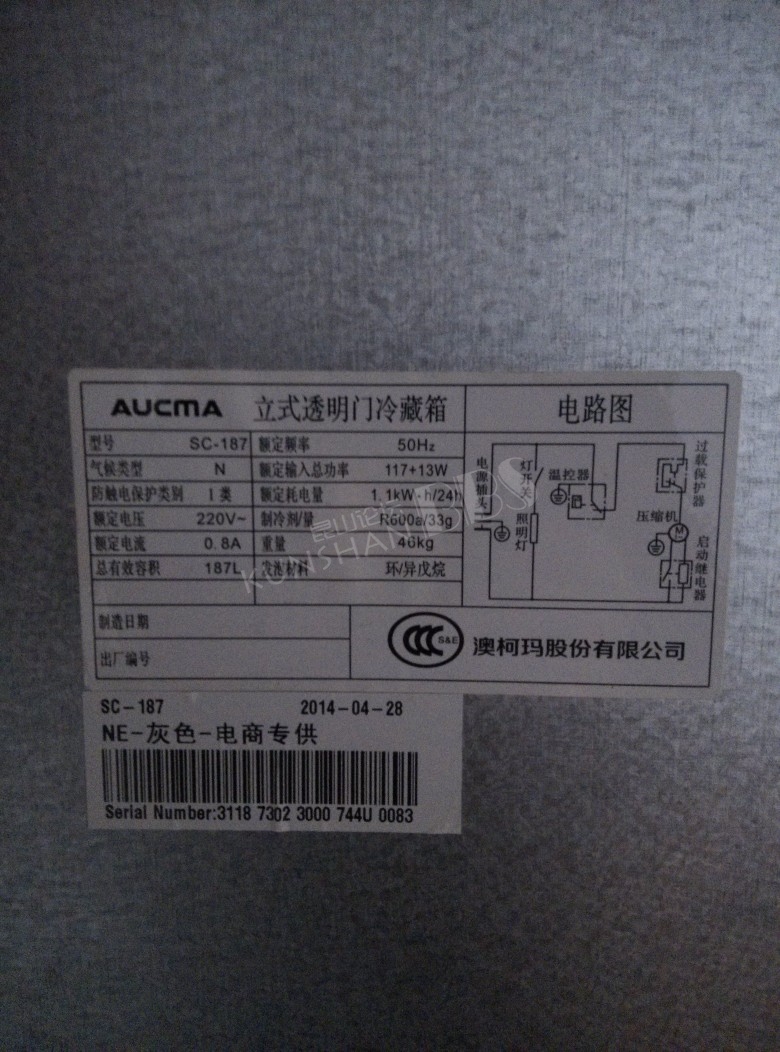 AUCMA 立式透明门冷藏箱 电路图
型号 SC-187 额定频率 50Hz
气候类型 N 额定输入总功率 117+13W
防触电保护类别 I类 额定耗电量 1.1kW·h/24h
额定电压 220V~ 制冷剂/量 R600a/33g
额定电流 0.8A 重量 46kg
总有效容积 187L 发泡材料 环/异戊烷
电源插头
灯开关
照明灯
温控器
过载保护器
压缩机
M
启动继电器
制造日期
出厂编号
CCC S&E 澳柯玛股份有限公司
SC-187 2014-04-28
NE-灰色-电商专供
Serial Number:3118 7302 3000 744U 0083
昆山论坛 BBS
KUNSHAN